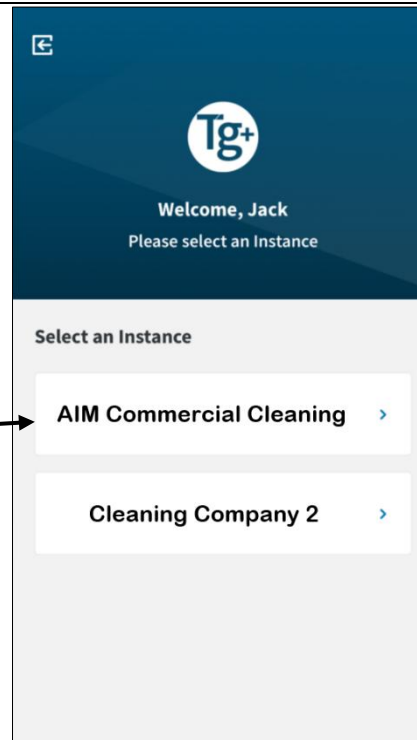 Tg+
Welcome, Jack
Please select an Instance
Select an Instance
AIM Commercial Cleaning
Cleaning Company 2